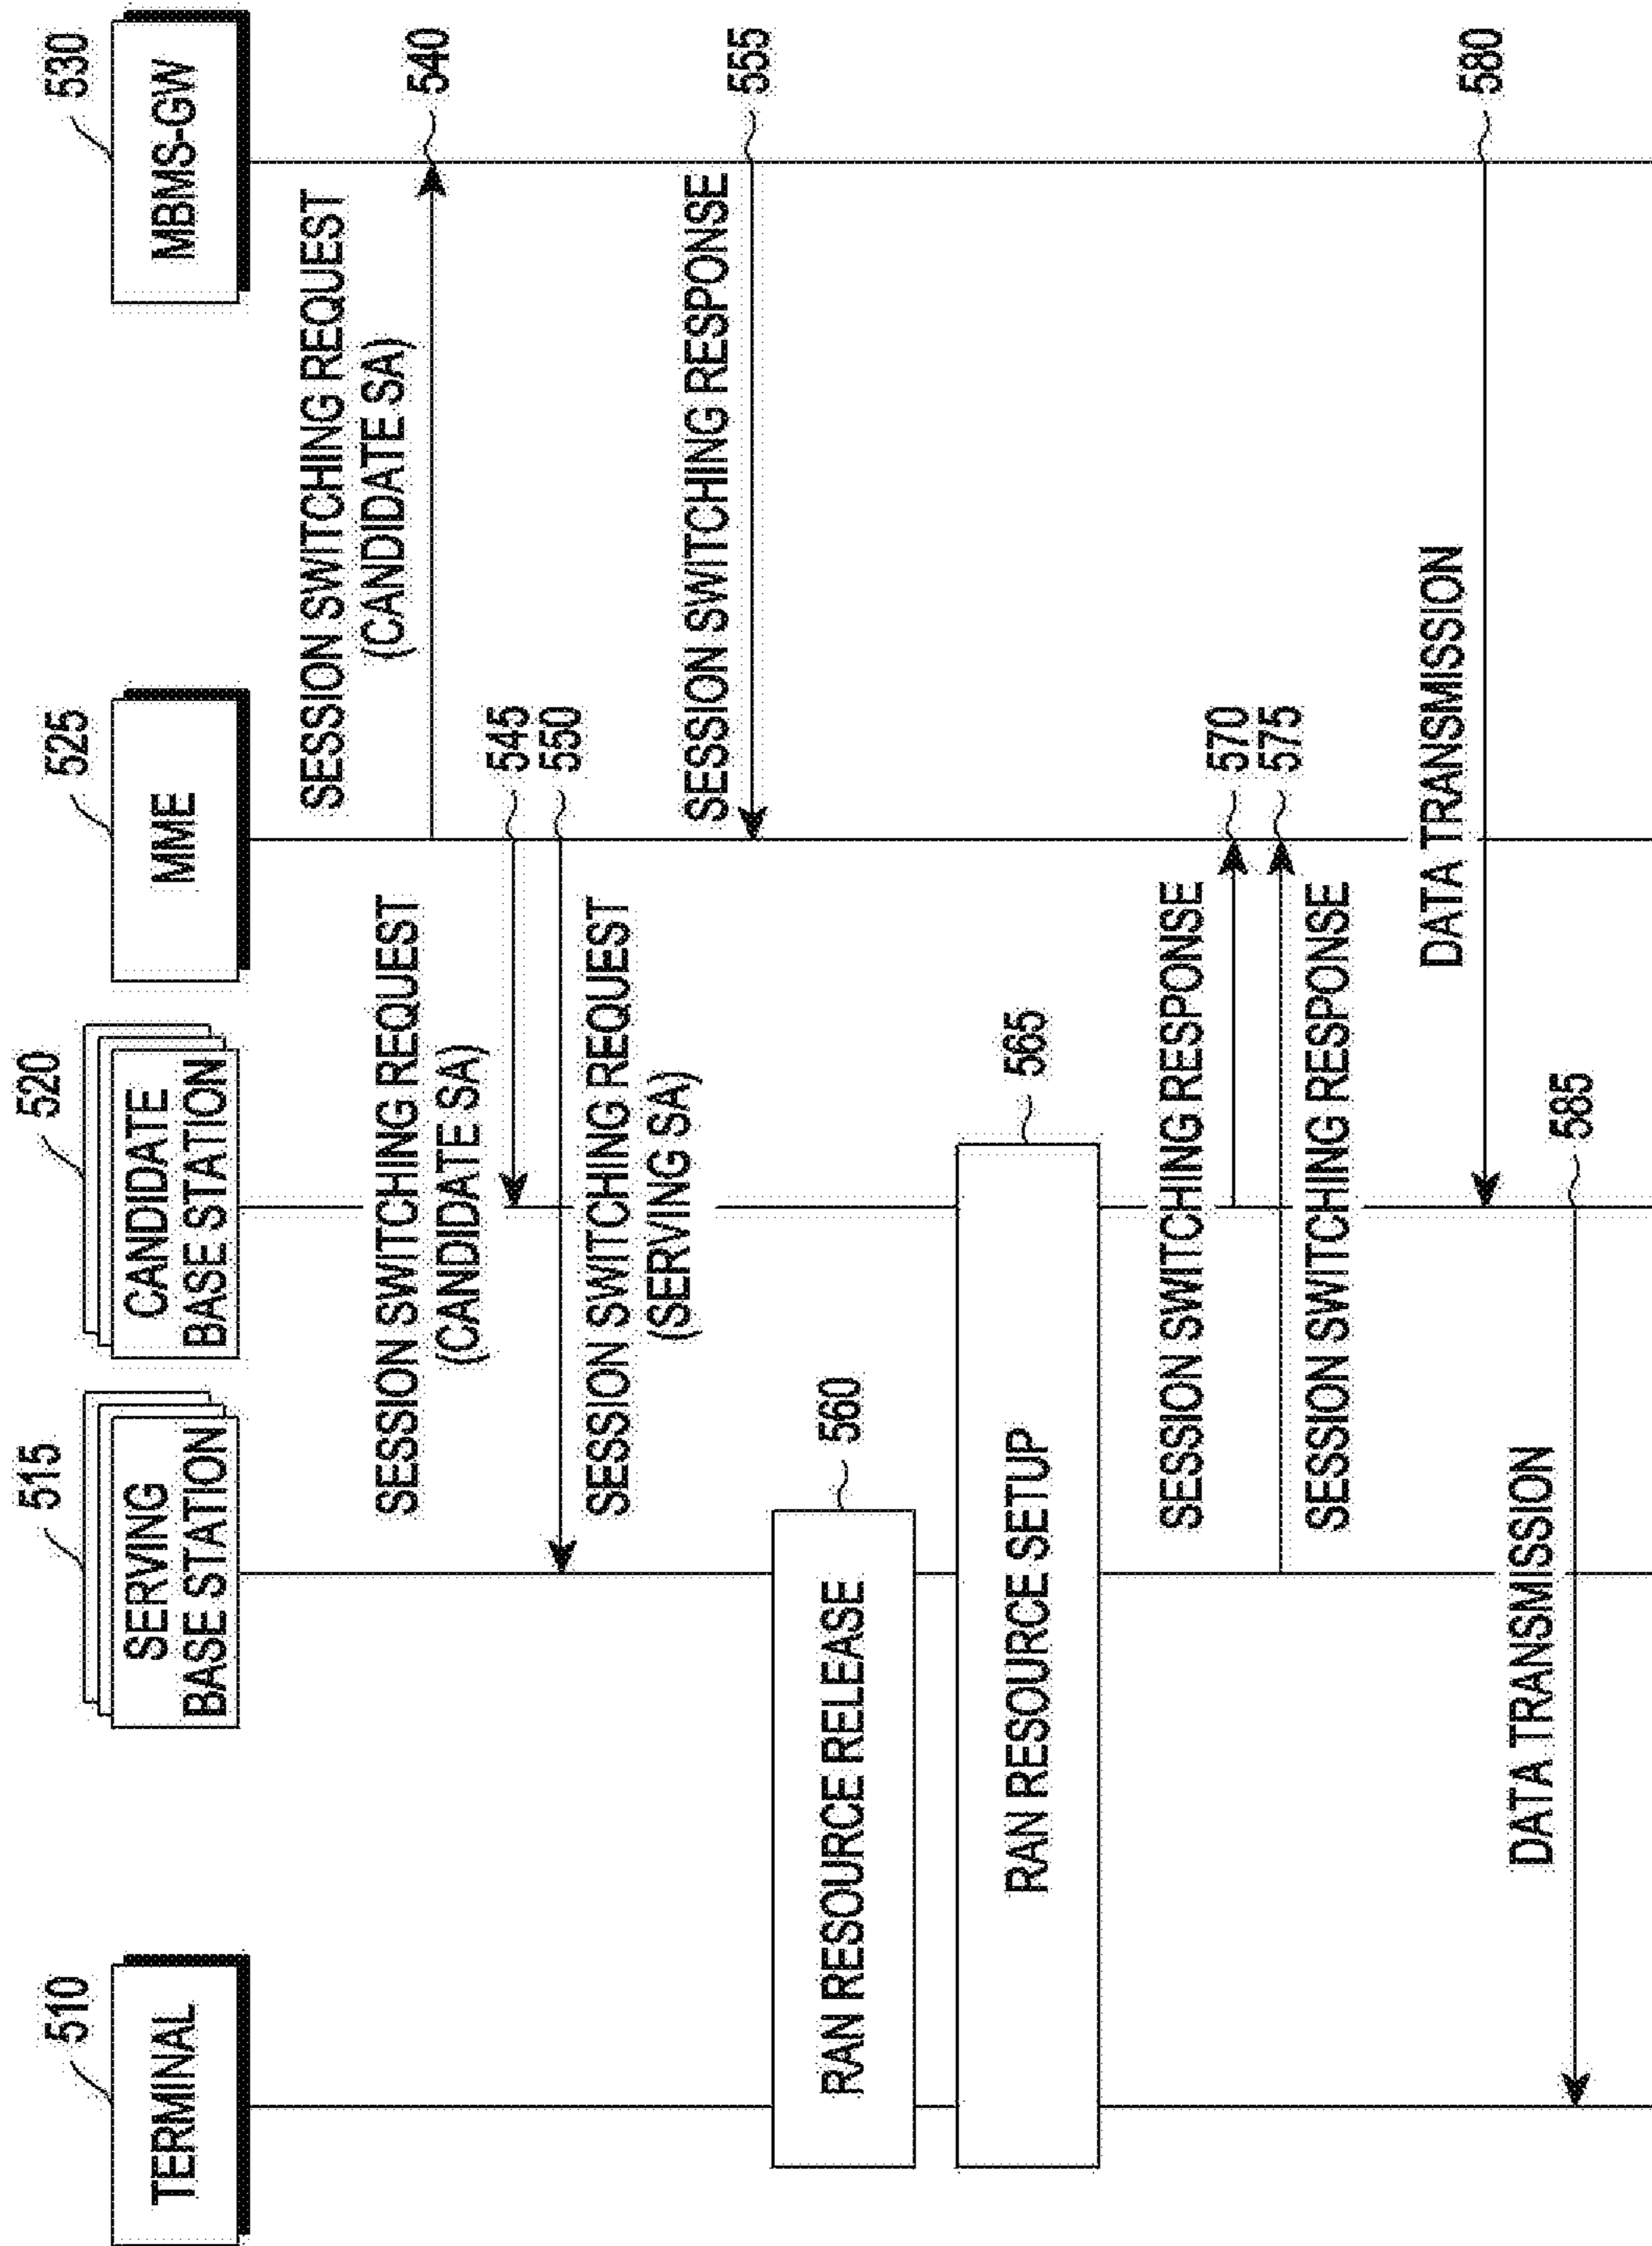 510
515
520
525
530
TERMINAL
SERVING
BASE STATION
CANDIDATE
BASE STATION
MME
MBMS-GW
SESSION SWITCHING REQUEST
(CANDIDATE SA)
540
SESSION SWITCHING REQUEST
(CANDIDATE SA)
545
550
SESSION SWITCHING REQUEST
(SERVING SA)
SESSION SWITCHING RESPONSE
555
RAN RESOURCE RELEASE
560
RAN RESOURCE SETUP
565
SESSION SWITCHING RESPONSE
570
575
SESSION SWITCHING RESPONSE
DATA TRANSMISSION
580
DATA TRANSMISSION
585